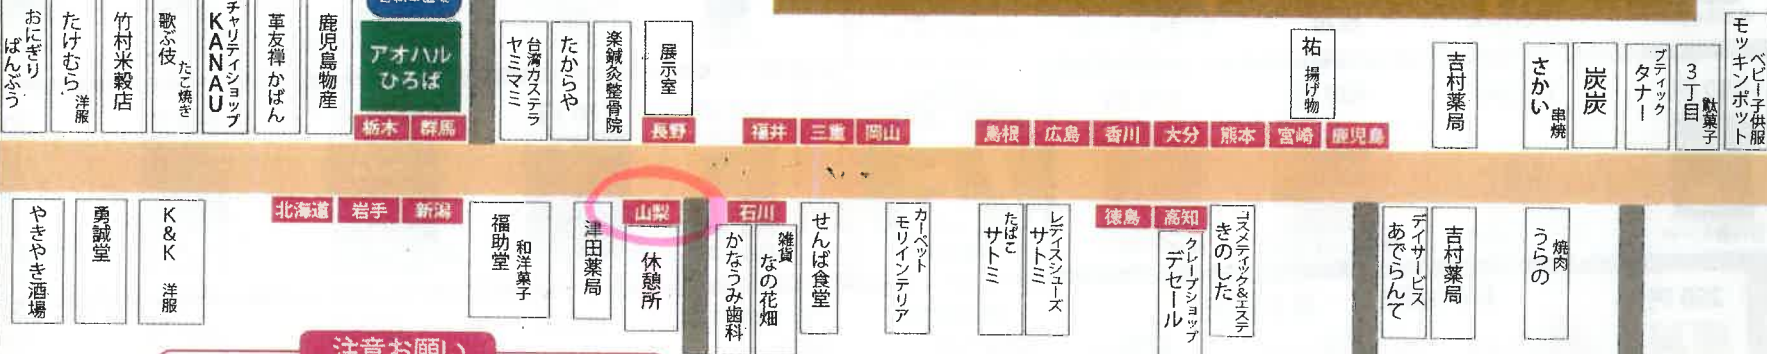 おにぎり
ばんぶう
たけむら 洋服
竹村米穀店
歌ぶ伎 たこ焼き
チャリティショップ
KANAU
革友禅 かばん
鹿児島物産
アオハル
ひろば
台湾カステラ
ヤミマミ
たからや
楽鍼灸整骨院
展示室
祐 揚げ物
吉村薬局
さかい 串焼
炭炭
ブティック
タナー
3丁目 駄菓子
ベビー子供服
モッキンポット
栃木 群馬 長野 福井 三重 岡山 島根 広島 香川 大分 熊本 宮崎 鹿児島
北海道 岩手 新潟 山梨 石川 徳島 高知
やきやき酒場
勇誠堂
K&K 洋服
和洋菓子
福助堂
津田薬局
休憩所
かなうみ歯科
雑貨
なの花畑
せんば食堂
カーペット
モリインテリア
たばこ
サトミ
レディスシューズ
サトミ
クレープショップ
デセール
コスメティック&エステ
きのした
デイサービス
あでらんて
吉村薬局
焼肉
うらの
注意お願い